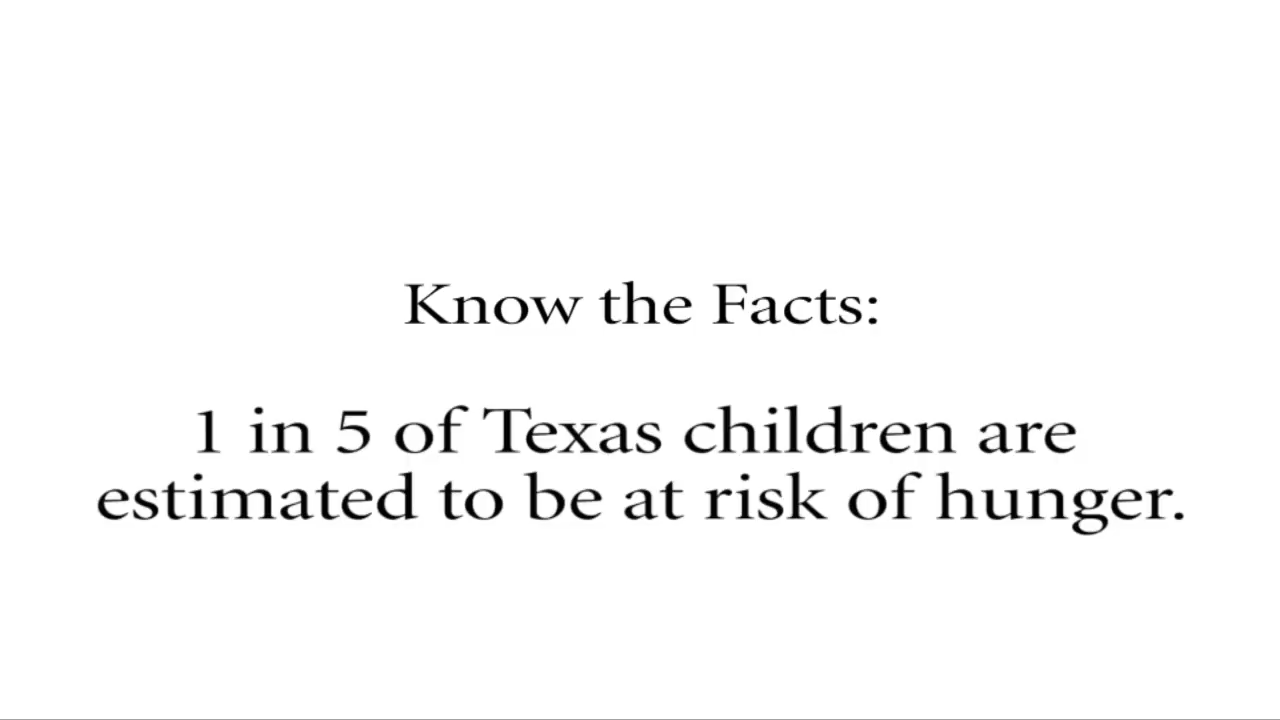 Know the Facts:
1 in 5 of Texas children are
estimated to be at risk of hunger.